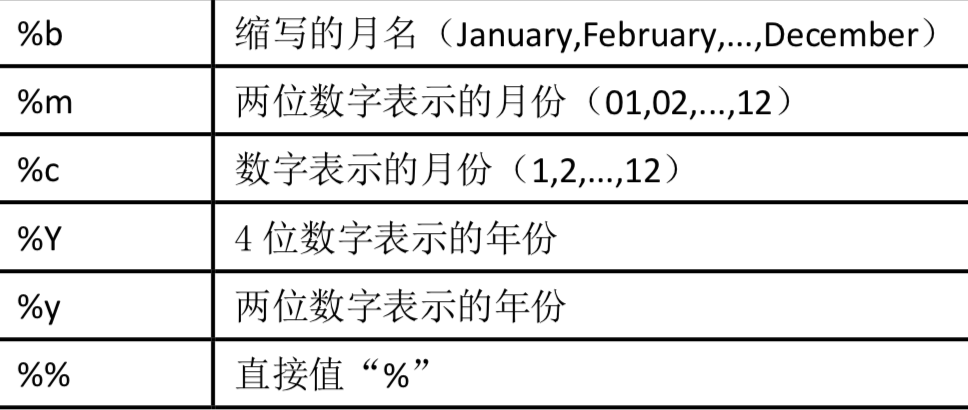 %b 缩写的月名（January,February,...,December）
%m 两位数字表示的月份（01,02,...,12）
%c 数字表示的月份（1,2,...,12）
%Y 4 位数字表示的年份
%y 两位数字表示的年份
%% 直接值“%”